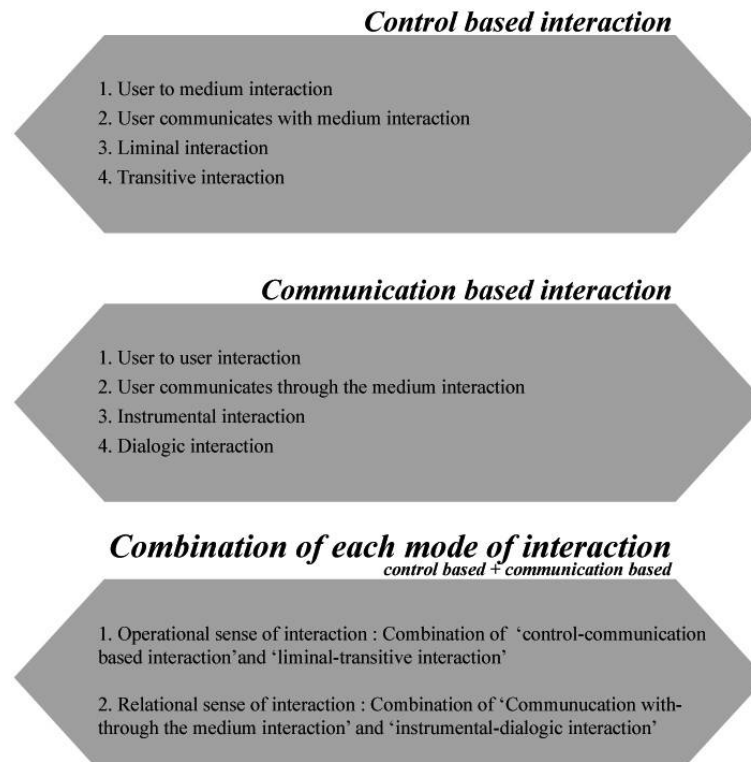 Control based interaction
1. User to medium interaction
2. User communicates with medium interaction
3. Liminal interaction
4. Transitive interaction
Communication based interaction
1. User to user interaction
2. User communicates through the medium interaction
3. Instrumental interaction
4. Dialogic interaction
Combination of each mode of interaction
control based + communication based
1. Operational sense of interaction : Combination of ‘control-communication
based interaction’and ‘liminal-transitive interaction’
2. Relational sense of interaction : Combination of ‘Communucation with-
through the medium interaction’ and ‘instrumental-dialogic interaction’